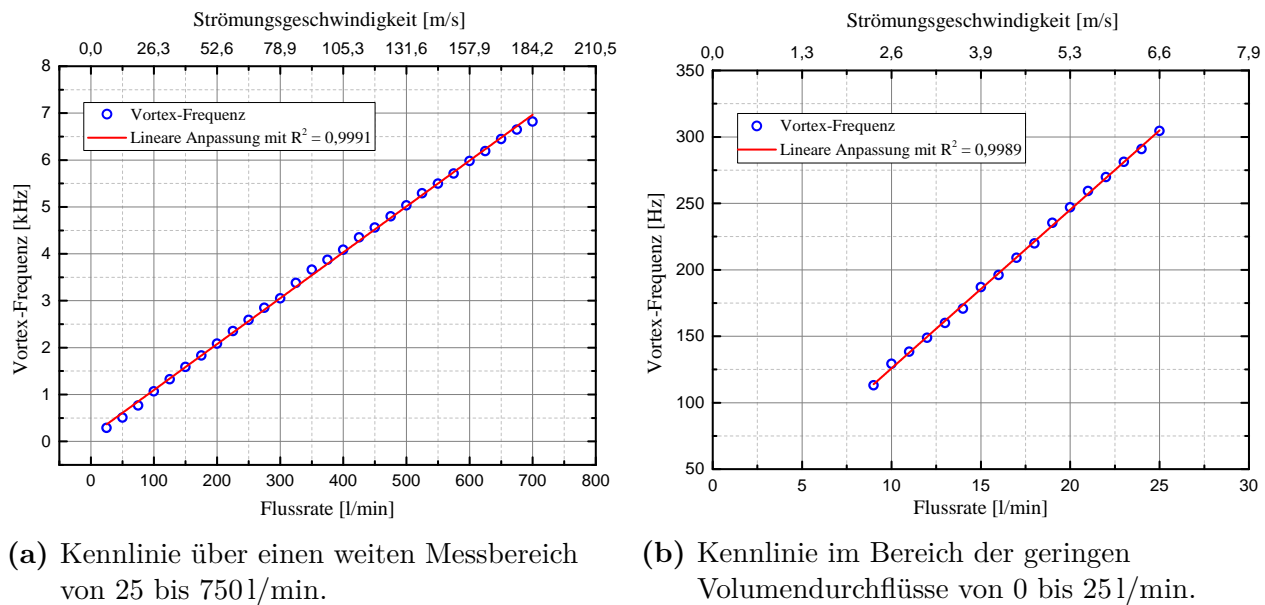 Strömungsgeschwindigkeit [m/s]
0,0 26,3 52,6 78,9 105,3 131,6 157,9 184,2 210,5
8
7
6
5
4
3
2
1
0
Vortex-Frequenz [kHz]
Vortex-Frequenz
Lineare Anpassung mit R² = 0,9991
0 100 200 300 400 500 600 700 800
Flussrate [l/min]
(a) Kennlinie über einen weiten Messbereich
von 25 bis 750 l/min.
Strömungsgeschwindigkeit [m/s]
0,0 1,3 2,6 3,9 5,3 6,6 7,9
350
300
250
200
150
100
50
Vortex-Frequenz [Hz]
Vortex-Frequenz
Lineare Anpassung mit R² = 0,9989
0 5 10 15 20 25 30
Flussrate [l/min]
(b) Kennlinie im Bereich der geringen
Volumendurchflüsse von 0 bis 25 l/min.